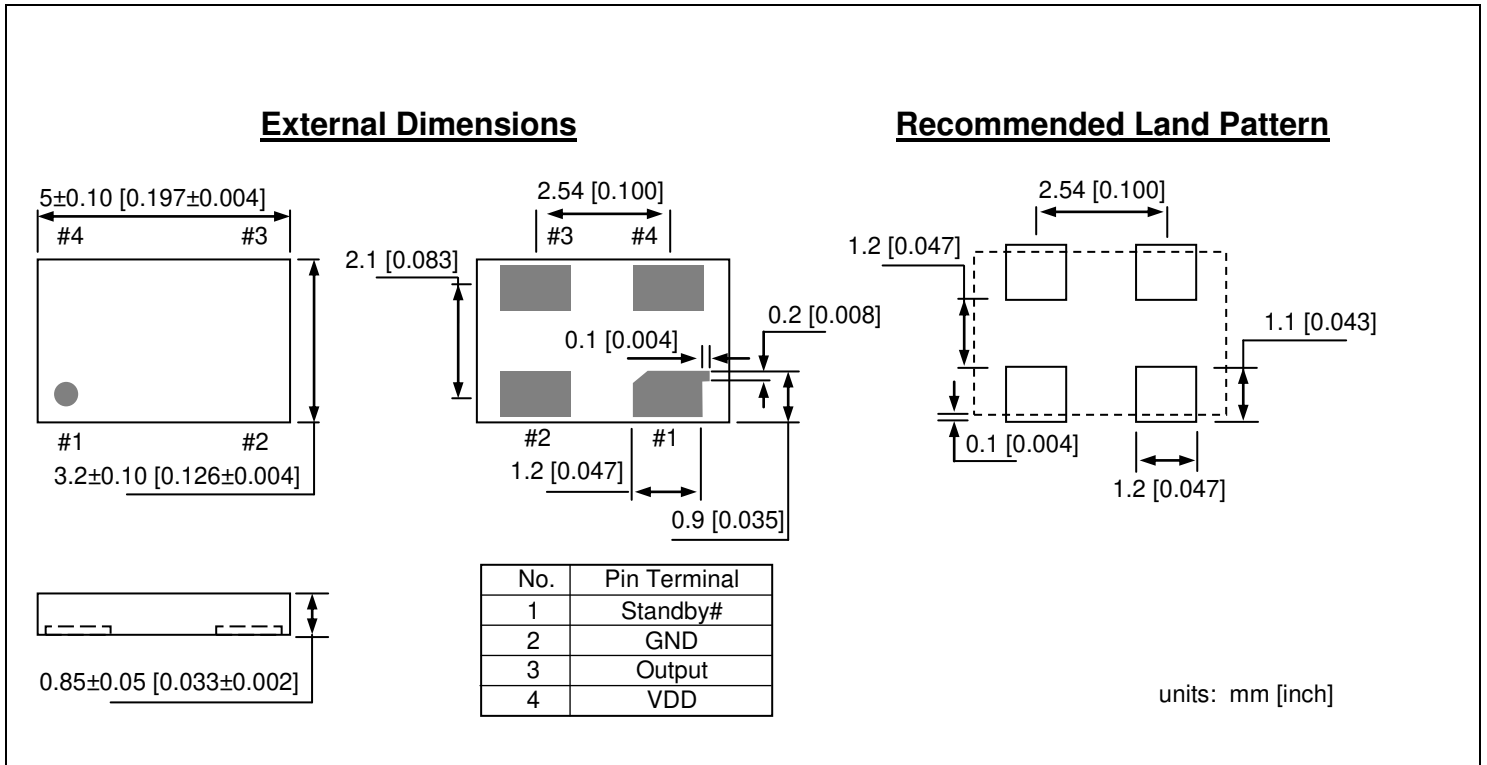 External Dimensions
Recommended Land Pattern
5±0.10 [0.197±0.004]
#4 #3
#1 #2
3.2±0.10 [0.126±0.004]
0.85±0.05 [0.033±0.002]
2.54 [0.100]
#3 #4
2.1 [0.083]
0.2 [0.008]
0.1 [0.004]
#2 #1
1.2 [0.047]
0.9 [0.035]
No. Pin Terminal
1 Standby#
2 GND
3 Output
4 VDD
2.54 [0.100]
1.2 [0.047]
1.1 [0.043]
0.1 [0.004]
1.2 [0.047]
units: mm [inch]